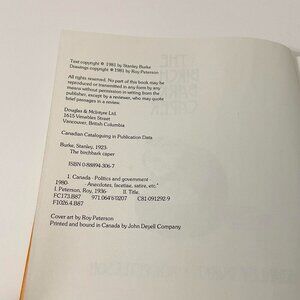 Text copyright © 1981 by Stanley Burke
Drawings copyright © 1981 by Roy Peterson
All rights reserved. No part of this book may be
reproduced or transmitted in any form by any
means without permission in writing from the
publisher, except by a reviewer, who may quote
brief passages in a review.
Douglas & McIntyre Ltd.
1615 Venables Street
Vancouver, British Columbia
Canadian Cataloguing in Publication Data
Burke, Stanley, 1923-
The birchbark caper
ISBN 0-88894-306-7
1. Canada - Politics and government -
1980- Anecdotes, facetiae, satire, etc.
I. Peterson, Roy, 1936- II. Title.
FC173.B87 971.064'6'0207 C81-091292-9
F1026.4.B87
Cover art by Roy Peterson
Printed and bound in Canada by John Deyell Company